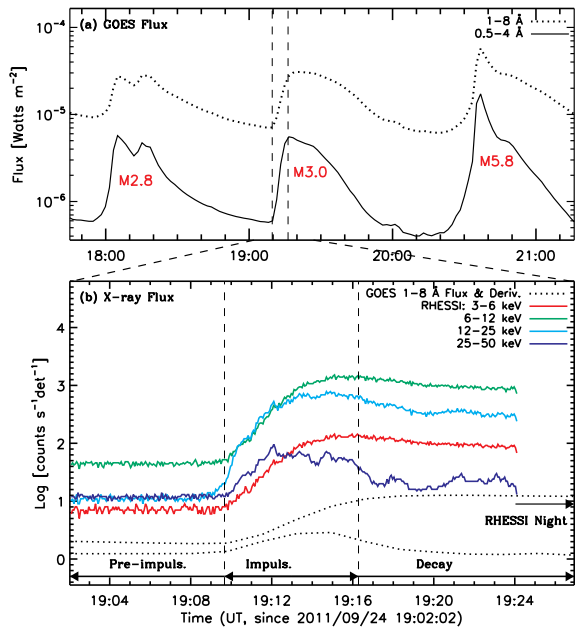 (a) GOES Flux
1-8 Å
0.5-4 Å
10⁻⁴
10⁻⁵
10⁻⁶
Flux [Watts m⁻²]
M2.8
M3.0
M5.8
18:00 19:00 20:00 21:00
(b) X-ray Flux
GOES 1-8 Å Flux & Deriv.
RHESSI: 3-6 keV
6-12 keV
12-25 keV
25-50 keV
4
3
2
1
0
Log [counts s⁻¹det⁻¹]
RHESSI Night
Pre-impuls. Impuls. Decay
19:04 19:08 19:12 19:16 19:20 19:24
Time (UT, since 2011/09/24 19:02:02)